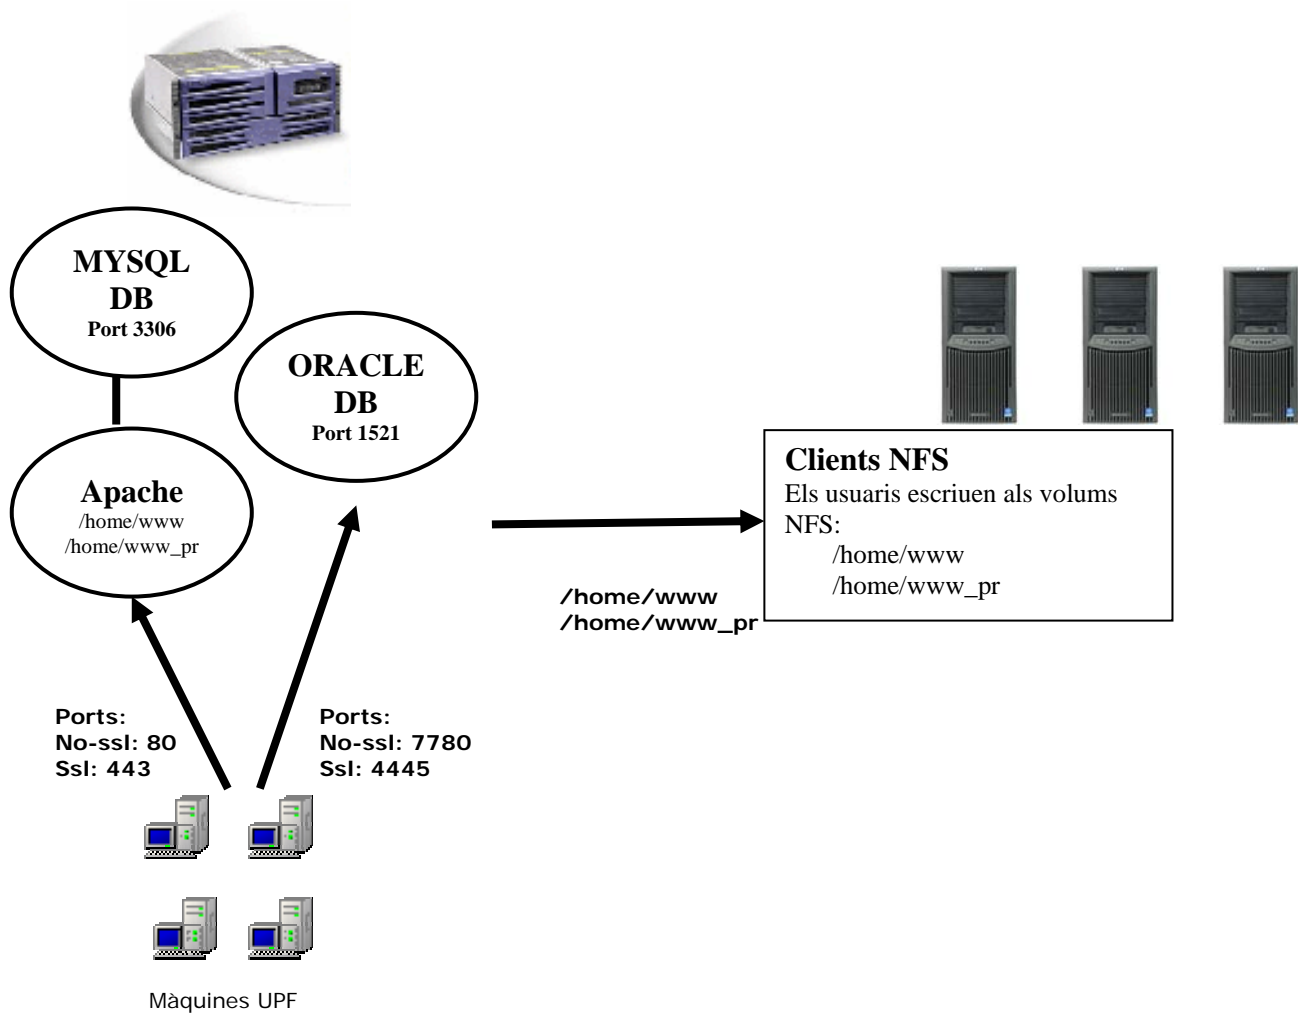 MYSQL
DB
Port 3306
ORACLE
DB
Port 1521
Apache
/home/www
/home/www_pr
Clients NFS
Els usuaris escriuen als volums
NFS:
/home/www
/home/www_pr
/home/www
/home/www_pr
Ports:
No-ssl: 80
Ssl: 443
Ports:
No-ssl: 7780
Ssl: 4445
Màquines UPF